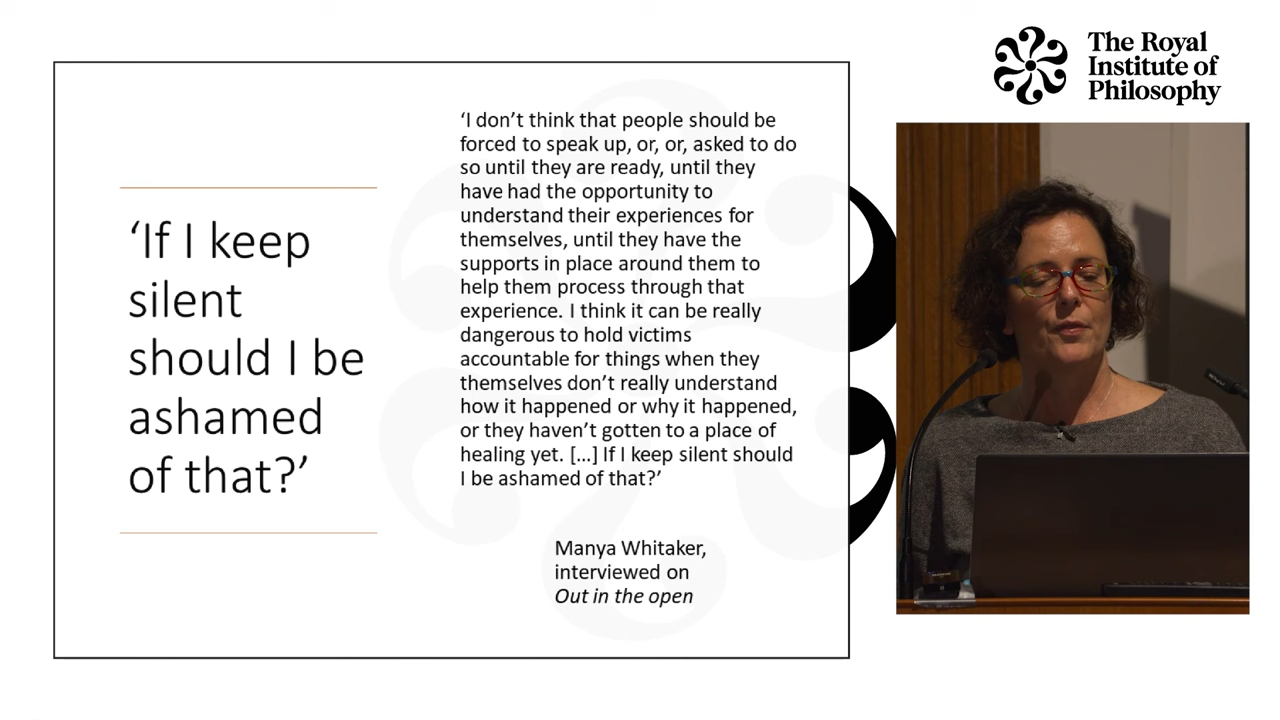 The Royal
Institute of
Philosophy
‘If I keep
silent
should I be
ashamed
of that?’
‘I don’t think that people should be
forced to speak up, or, or, asked to do
so until they are ready, until they
have had the opportunity to
understand their experiences for
themselves, until they have the
supports in place around them to
help them process through that
experience. I think it can be really
dangerous to hold victims
accountable for things when they
themselves don’t really understand
how it happened or why it happened,
or they haven’t gotten to a place of
healing yet. […] If I keep silent should
I be ashamed of that?’
Manya Whitaker,
interviewed on
Out in the open